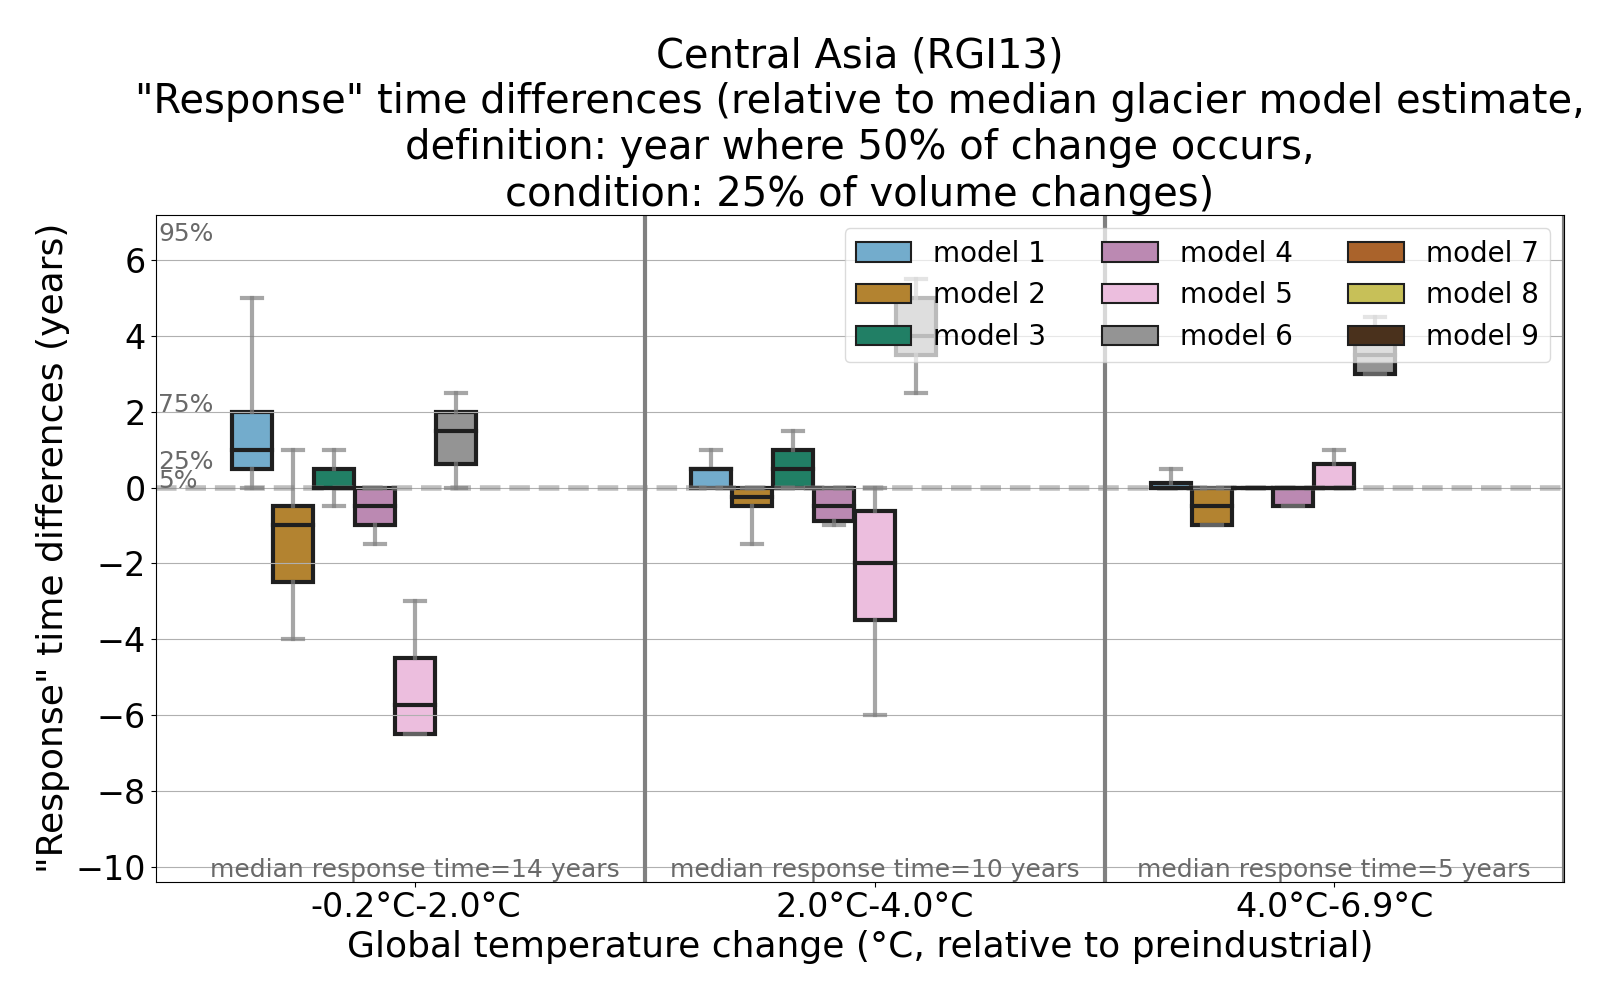 Central Asia (RGI13)
"Response" time differences (relative to median glacier model estimate,
definition: year where 50% of change occurs,
condition: 25% of volume changes)
"Response" time differences (years)
6
4
2
0
−2
−4
−6
−8
−10
95%
75%
25%
5%
model 1
model 2
model 3
model 4
model 5
model 6
model 7
model 8
model 9
median response time=14 years
median response time=10 years
median response time=5 years
-0.2°C-2.0°C
2.0°C-4.0°C
4.0°C-6.9°C
Global temperature change (°C, relative to preindustrial)